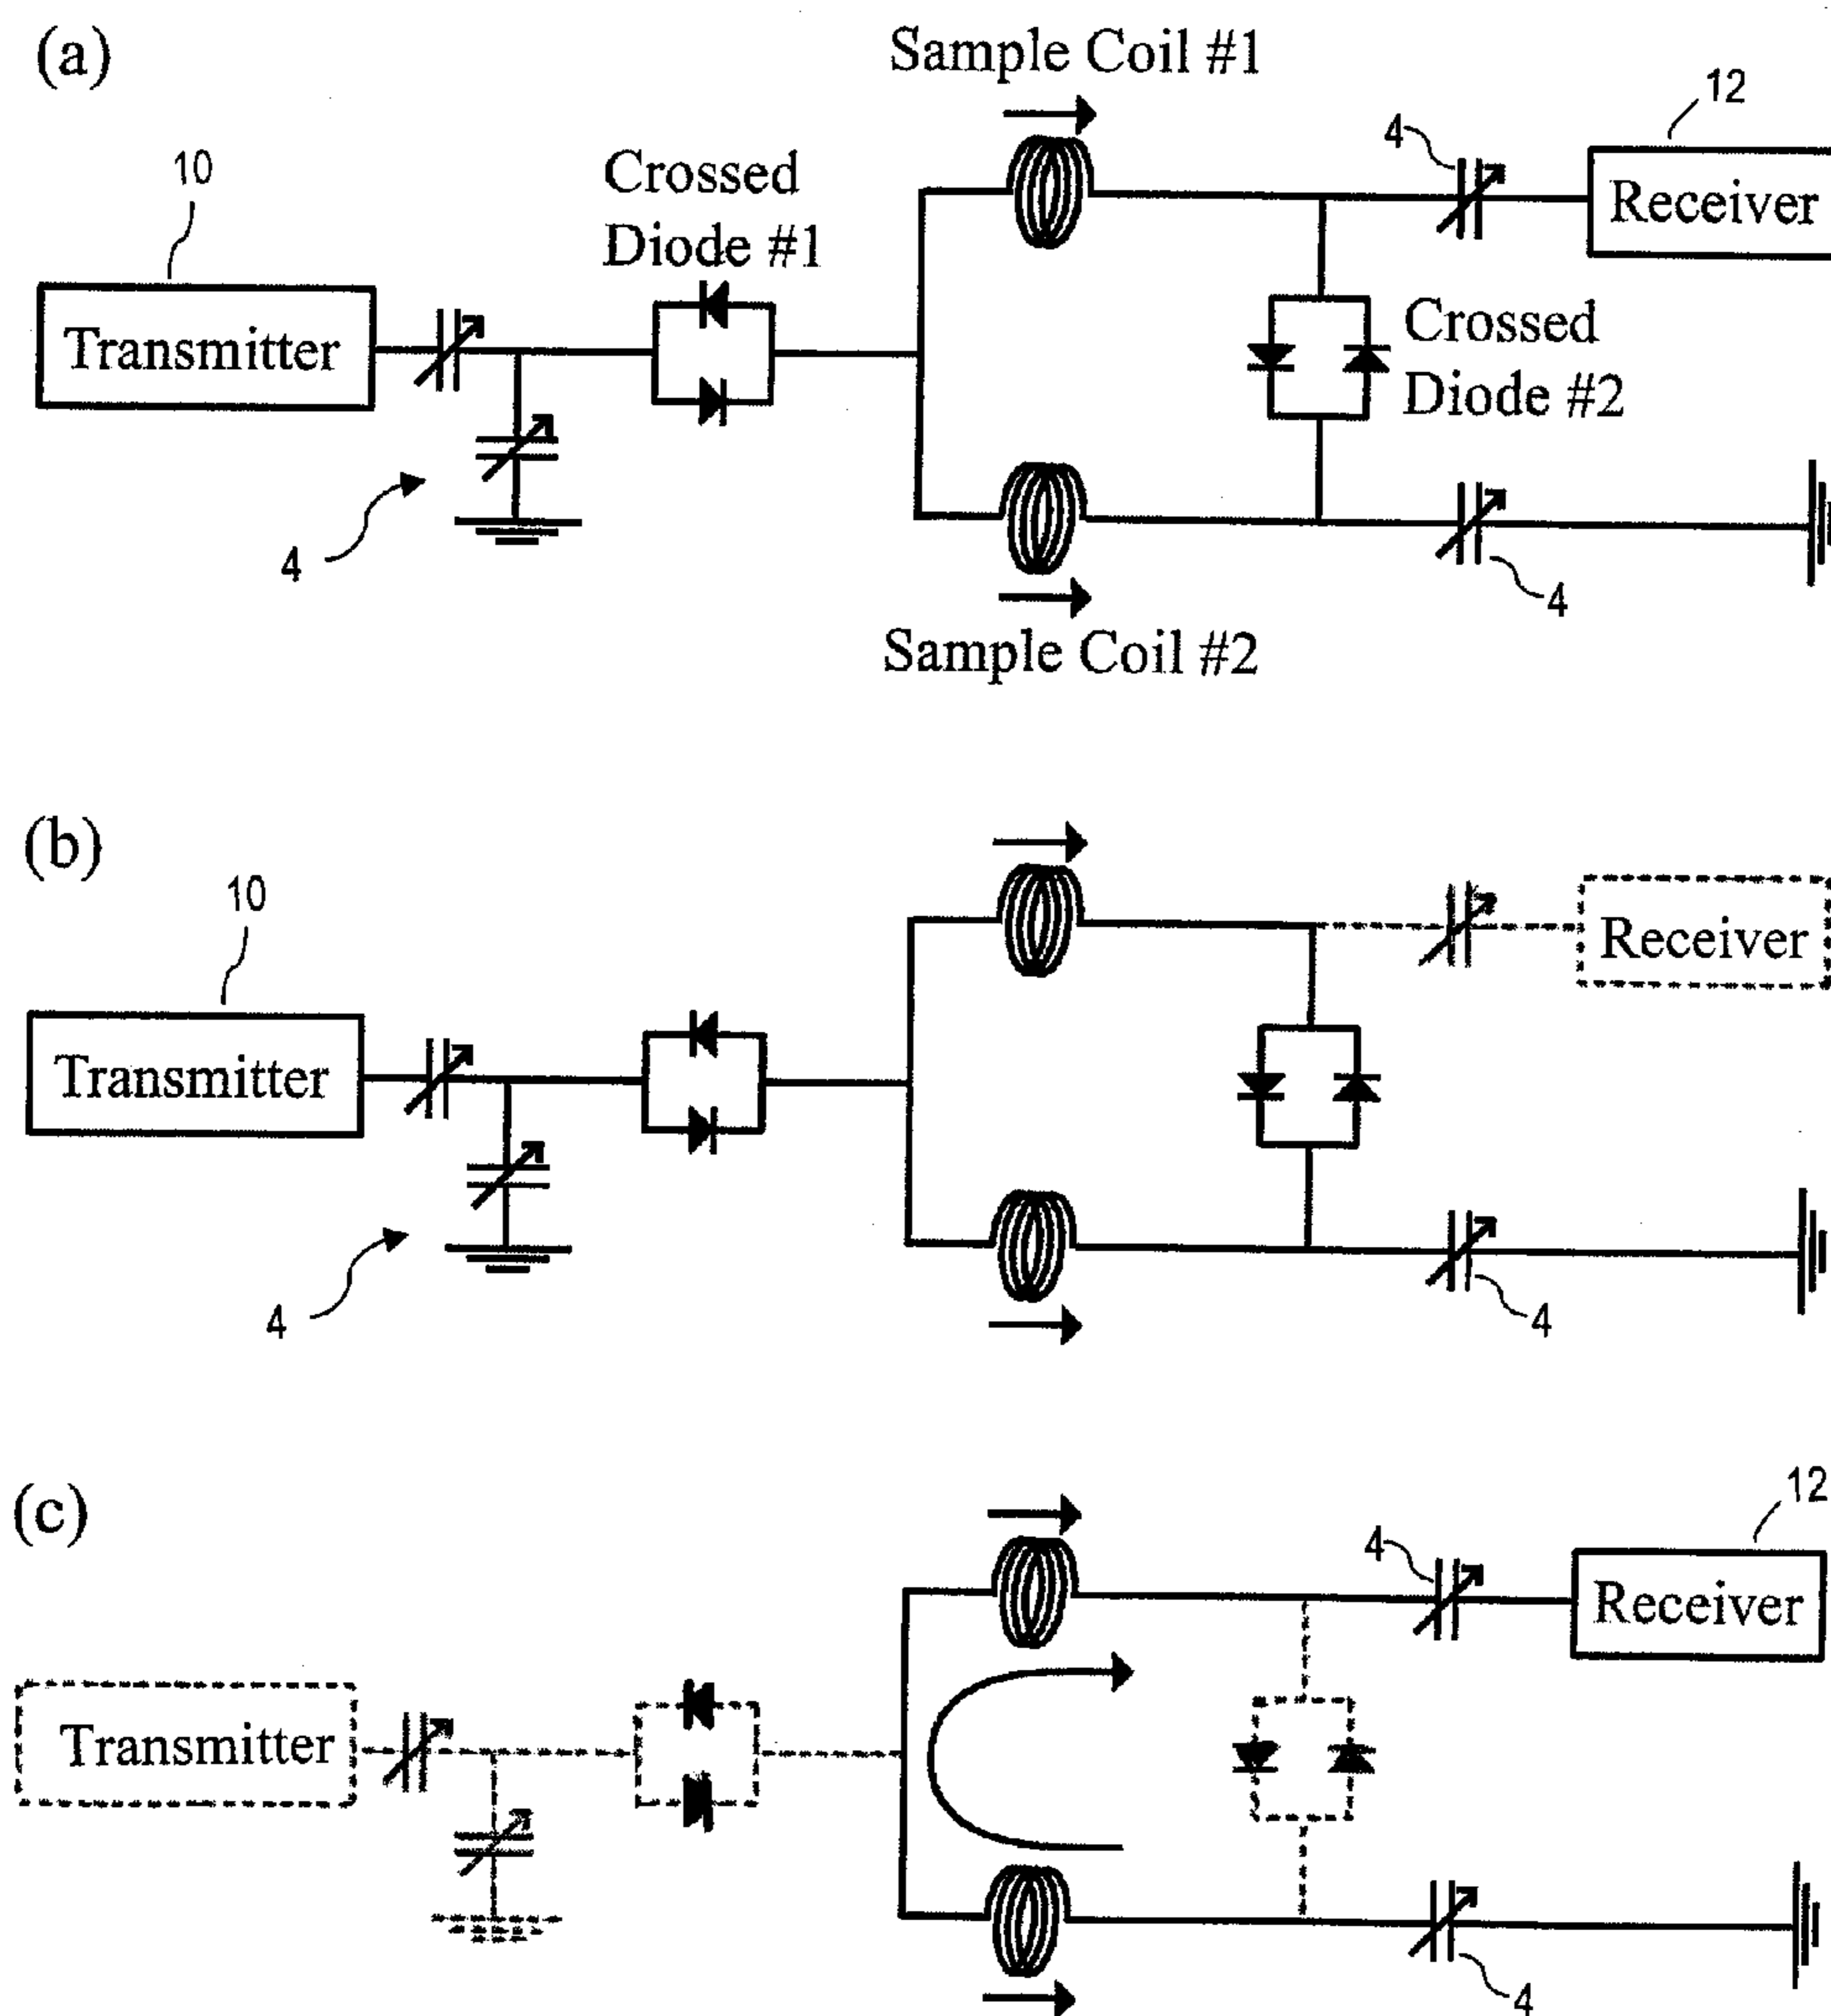 (a)
Sample Coil #1
12
4
10
Crossed
Diode #1
Receiver
Transmitter
Crossed
Diode #2
4
4
Sample Coil #2
(b)
10
Receiver
Transmitter
4
4
(c)
12
4
Receiver
Transmitter
4